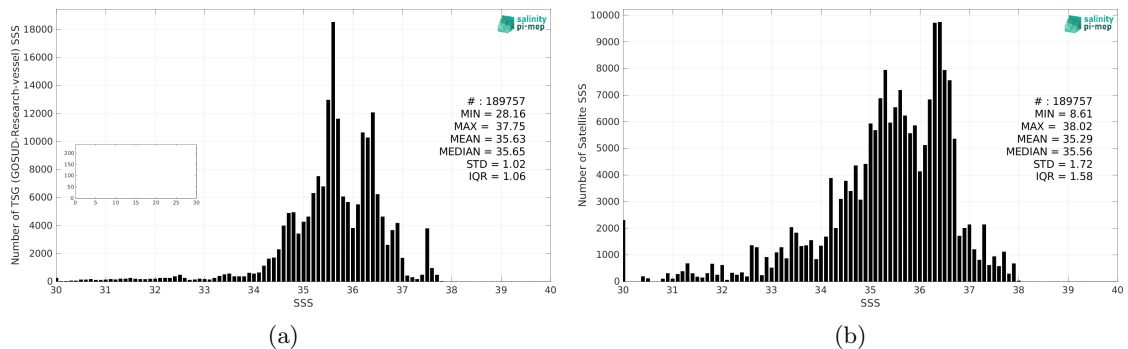 salinity
pi-mep
Number of TSG (GOSUD-Research-vessel) SSS
18000
16000
14000
12000
10000
8000
6000
4000
2000
0
# : 189757
MIN = 28.16
MAX = 37.75
MEAN = 35.63
MEDIAN = 35.65
STD = 1.02
IQR = 1.06
200
150
100
50
0
0 5 10 15 20 25 30
30 31 32 33 34 35 36 37 38 39 40
SSS
(a)
salinity
pi-mep
Number of Satellite SSS
10000
9000
8000
7000
6000
5000
4000
3000
2000
1000
0
# : 189757
MIN = 8.61
MAX = 38.02
MEAN = 35.29
MEDIAN = 35.56
STD = 1.72
IQR = 1.58
30 31 32 33 34 35 36 37 38 39 40
SSS
(b)